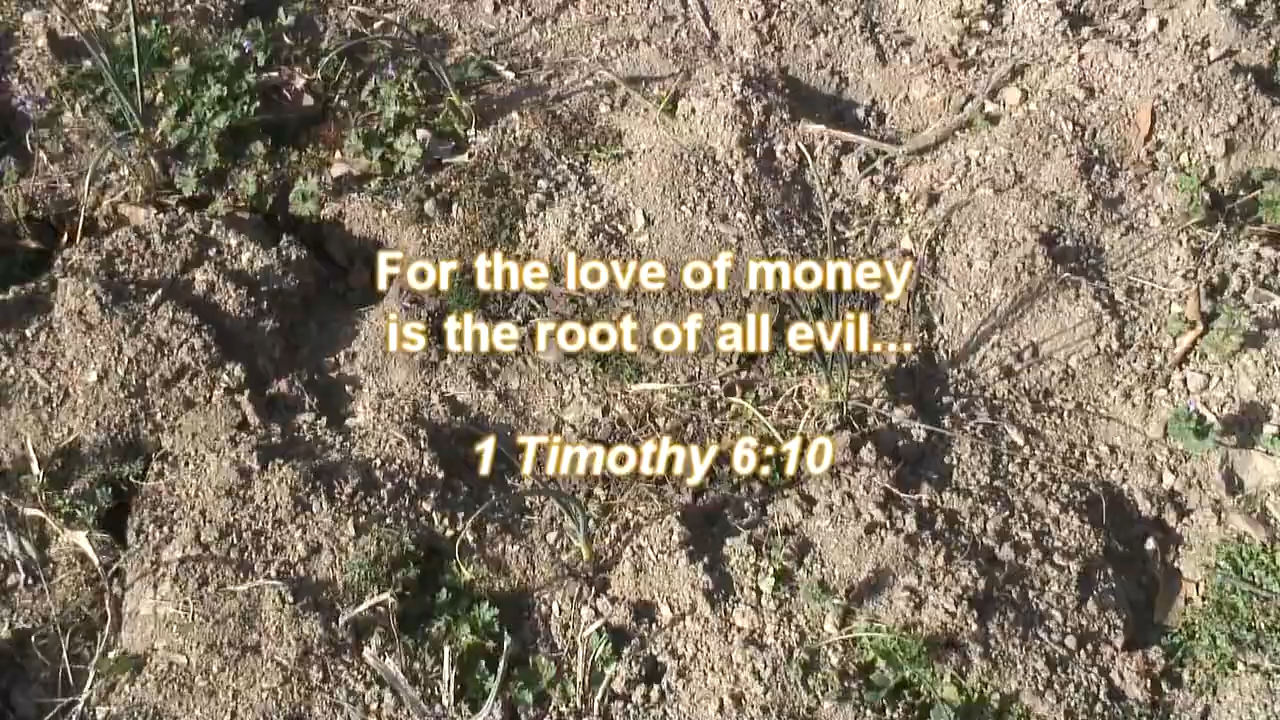 For the love of money
is the root of all evil...
1 Timothy 6:10